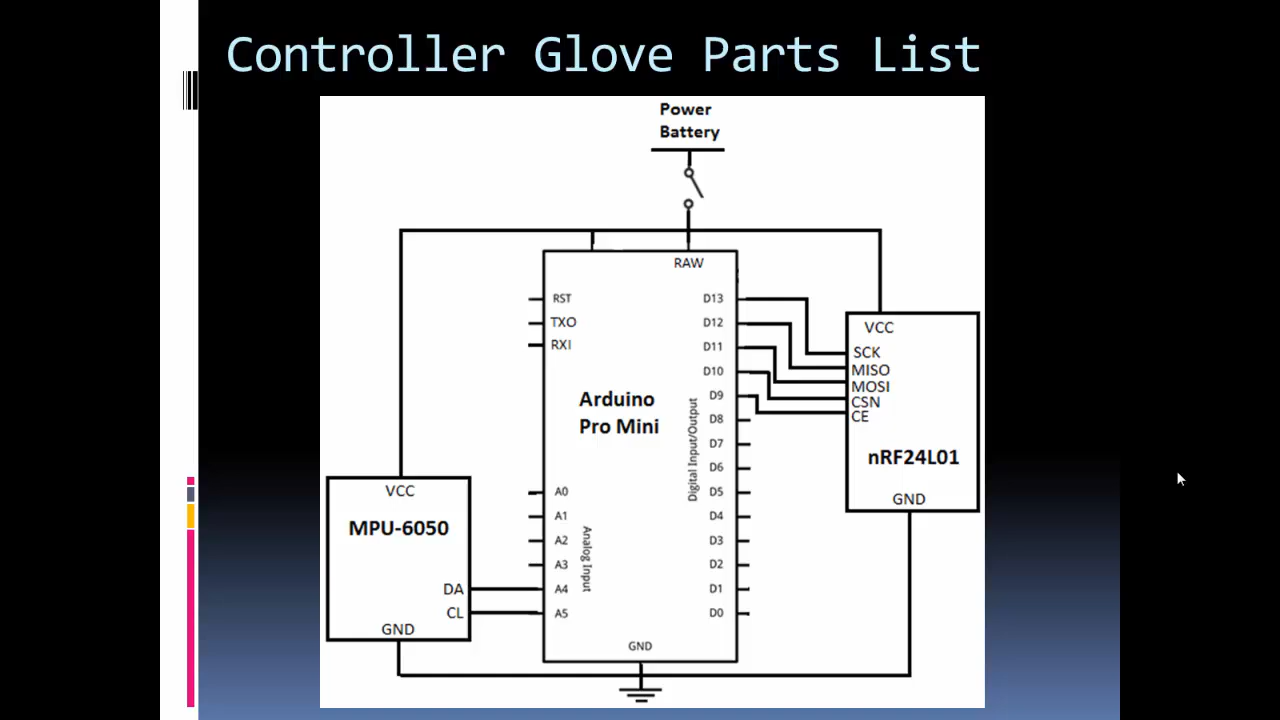 Controller Glove Parts List
Power
Battery
RAW
RST
TXO
RXI
D13
D12
D11
D10
D9
D8
D7
D6
D5
D4
D3
D2
D1
D0
Digital Input/Output
Arduino
Pro Mini
A0
A1
A2
A3
A4
A5
Analog Input
GND
VCC
SCK
MISO
MOSI
CSN
CE
nRF24L01
GND
VCC
MPU-6050
DA
CL
GND